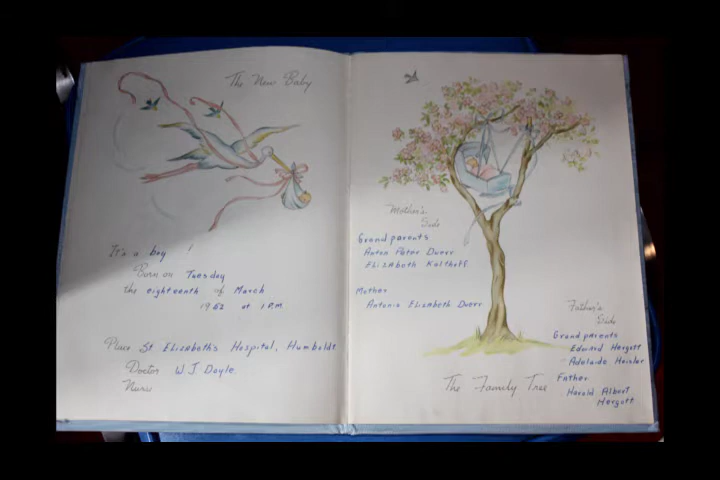 The New Baby
It's a boy !
Born on Tuesday
the eighteenth of March
1952 at 1 P.M
Place St Elizabeth's Hospital, Humboldt
Doctor W J Doyle
Nurse
Mother's
Side
Grandparents
Anton Peter Duerr
Elizabeth Kolthoff
Mother
Antonia Elizabeth Duerr
Father's
Side
Grandparents
Edward Hergott
Adelaide Heisler
Father
Harold Albert
Hergott
The Family Tree